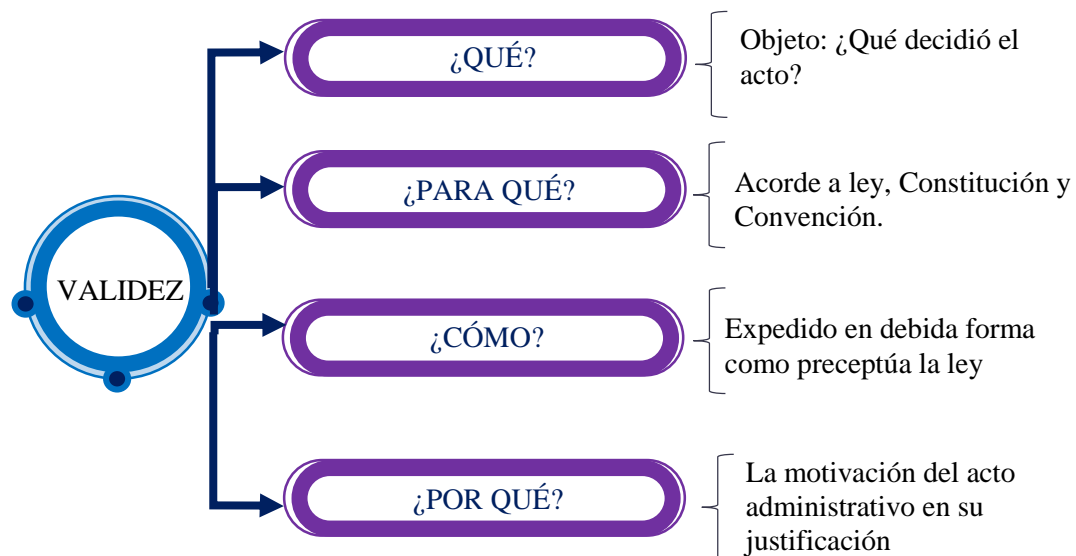 VALIDEZ
¿QUÉ?
Objeto: ¿Qué decidió el
acto?
¿PARA QUÉ?
Acorde a ley, Constitución y
Convención.
¿CÓMO?
Expedido en debida forma
como preceptúa la ley
¿POR QUÉ?
La motivación del acto
administrativo en su
justificación